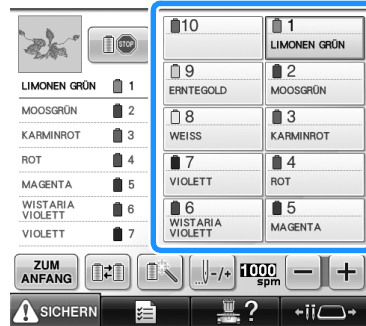 STOP
LIMONEN GRÜN 1
MOOSGRÜN 2
KARMINROT 3
ROT 4
MAGENTA 5
WISTARIA
VIOLETT 6
VIOLETT 7
10
1
LIMONEN GRÜN
9
ERNTEGOLD
2
MOOSGRÜN
8
WEISS
3
KARMINROT
7
VIOLETT
4
ROT
6
WISTARIA
VIOLETT
5
MAGENTA
ZUM
ANFANG
-/+
1000
spm
SICHERN
?